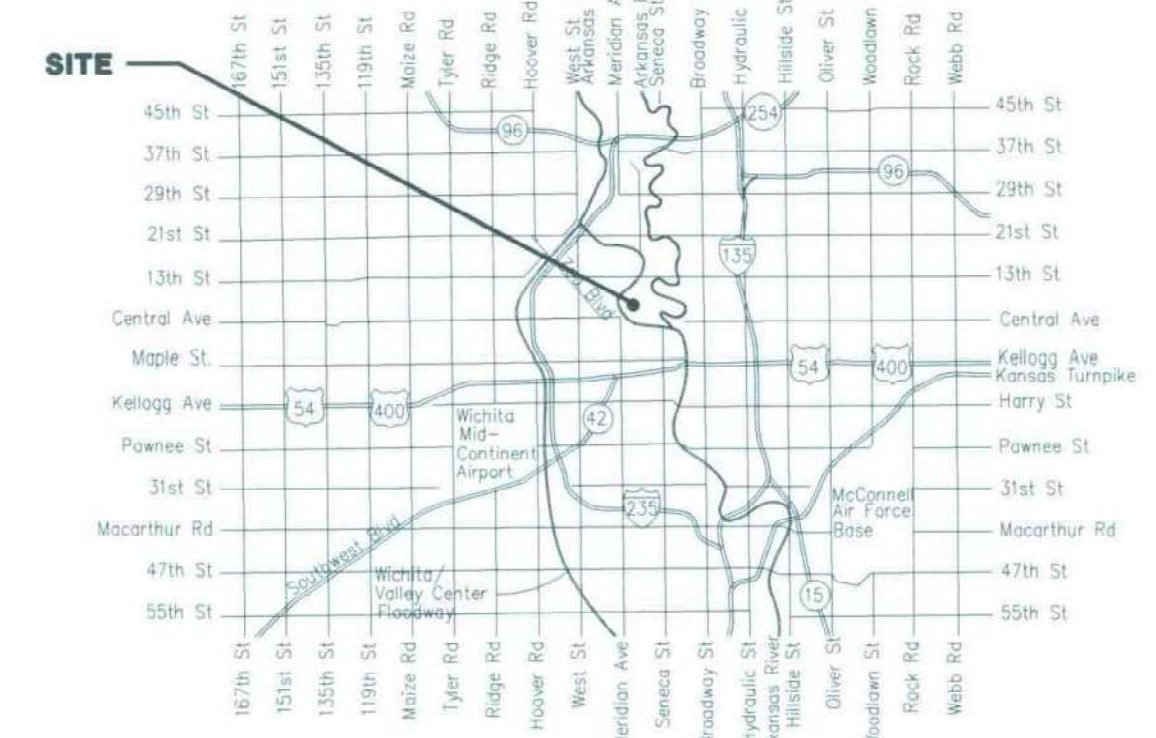 167th St
151st St
135th St
119th St
Maize Rd
Tyler Rd
Ridge Rd
Hoover Rd
West St
Arkansas
Meridian A
Arkansas
Seneca St
Broadway
Hydraulic
Hillside St
Oliver St
Woodlawn
Rock Rd
Webb Rd
SITE
45th St
254
45th St
96
37th St
37th St
96
29th St
29th St
21st St
21st St
135
13th St
13th St
Blvd
Central Ave
Central Ave
Maple St.
54
400
Kellogg Ave
Kansas Turnpike
Kellogg Ave
54
400
Harry St
Wichita
Mid-
Continent
Airport
42
Pawnee St
Pawnee St
31st St
31st St
235
McConnell
Air Force
Base
Macarthur Rd
Macarthur Rd
Southwest Blvd
47th St
47th St
Wichita/
Valley Center
Floodway
15
55th St
55th St
167th St
151st St
135th St
119th St
Maize Rd
Tyler Rd
Ridge Rd
Hoover Rd
West St
eridian Ave
Seneca St
roadway St
Hydraulic St
kansas River
Hillside St
Oliver St
oodlawn St
Rock Rd
Webb Rd